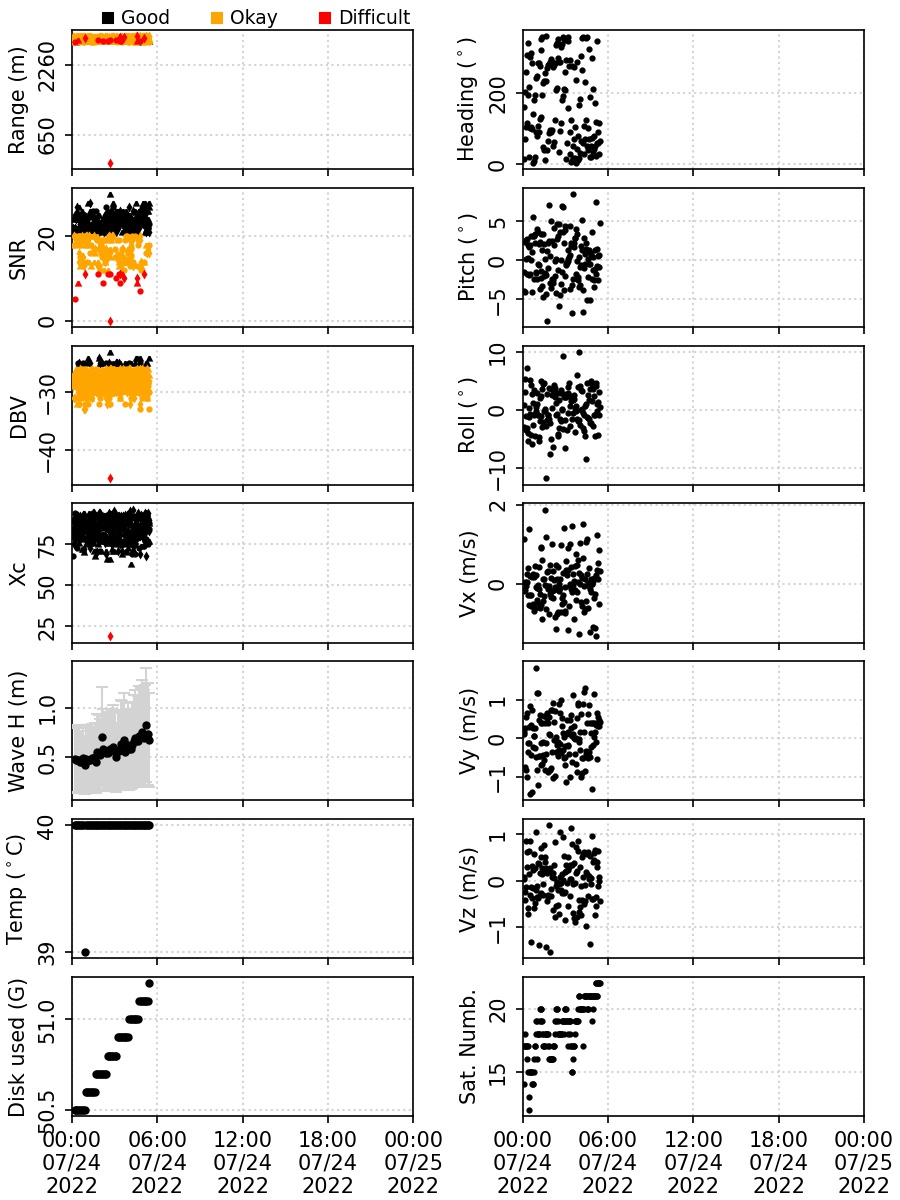 Good Okay Difficult
Range (m)
2260
650
Heading (°)
200
0
SNR
20
0
Pitch (°)
5
0
−5
DBV
−30
−40
Roll (°)
10
0
−10
Xc
75
50
25
Vx (m/s)
2
0
Wave H (m)
1.0
0.5
Vy (m/s)
1
0
−1
Temp (°C)
40
39
Vz (m/s)
1
0
−1
Disk used (G)
51.0
50.5
Sat. Numb.
20
15
00:00 06:00 12:00 18:00 00:00 00:00 06:00 12:00 18:00 00:00
07/24 07/24 07/24 07/24 07/25 07/24 07/24 07/24 07/24 07/25
2022 2022 2022 2022 2022 2022 2022 2022 2022 2022